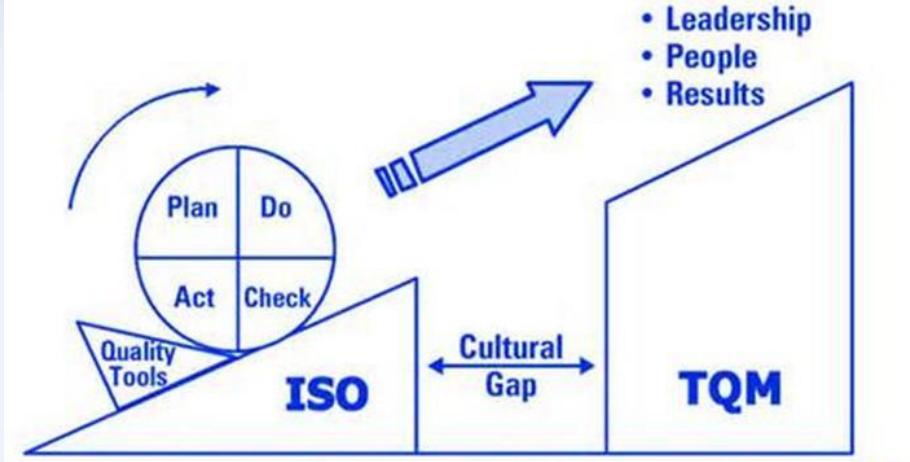 • Leadership
• People
• Results
Plan
Do
Act
Check
Quality
Tools
ISO
Cultural
Gap
TQM